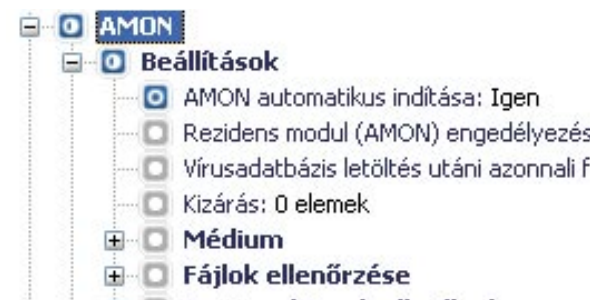 AMON
Beállítások
AMON automatikus indítása: Igen
Rezidens modul (AMON) engedélyezés
Vírusadatbázis letöltés utáni azonnali f
Kizárás: 0 elemek
Médium
Fájlok ellenőrzése